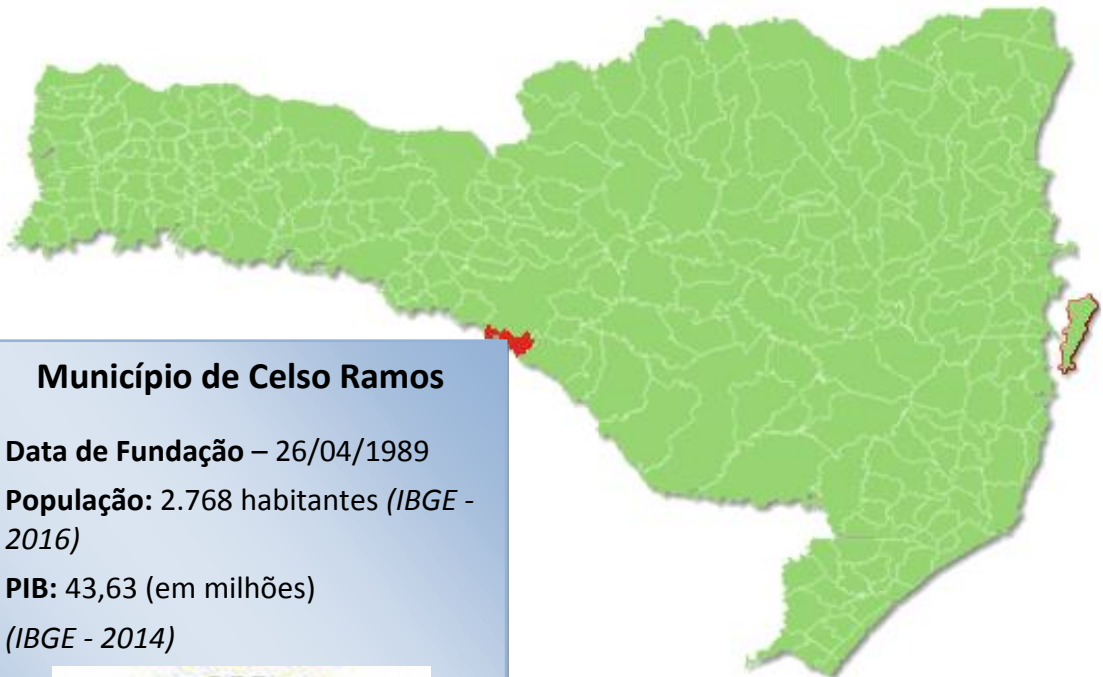 Município de Celso Ramos
Data de Fundação – 26/04/1989
População: 2.768 habitantes (IBGE -
2016)
PIB: 43,63 (em milhões)
(IBGE - 2014)